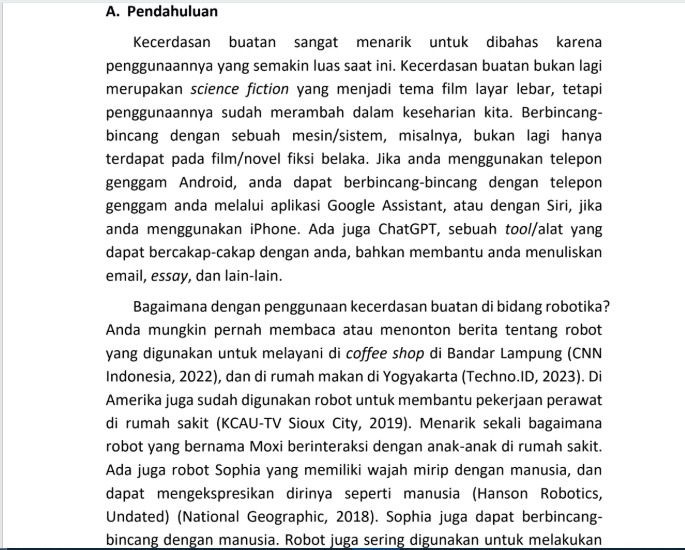 A. Pendahuluan
Kecerdasan buatan sangat menarik untuk dibahas karena
penggunaannya yang semakin luas saat ini. Kecerdasan buatan bukan lagi
merupakan science fiction yang menjadi tema film layar lebar, tetapi
penggunaannya sudah merambah dalam keseharian kita. Berbincang-
bincang dengan sebuah mesin/sistem, misalnya, bukan lagi hanya
terdapat pada film/novel fiksi belaka. Jika anda menggunakan telepon
genggam Android, anda dapat berbincang-bincang dengan telepon
genggam anda melalui aplikasi Google Assistant, atau dengan Siri, jika
anda menggunakan iPhone. Ada juga ChatGPT, sebuah tool/alat yang
dapat bercakap-cakap dengan anda, bahkan membantu anda menuliskan
email, essay, dan lain-lain.
Bagaimana dengan penggunaan kecerdasan buatan di bidang robotika?
Anda mungkin pernah membaca atau menonton berita tentang robot
yang digunakan untuk melayani di coffee shop di Bandar Lampung (CNN
Indonesia, 2022), dan di rumah makan di Yogyakarta (Techno.ID, 2023). Di
Amerika juga sudah digunakan robot untuk membantu pekerjaan perawat
di rumah sakit (KCAU-TV Sioux City, 2019). Menarik sekali bagaimana
robot yang bernama Moxi berinteraksi dengan anak-anak di rumah sakit.
Ada juga robot Sophia yang memiliki wajah mirip dengan manusia, dan
dapat mengekspresikan dirinya seperti manusia (Hanson Robotics,
Undated) (National Geographic, 2018). Sophia juga dapat berbincang-
bincang dengan manusia. Robot juga sering digunakan untuk melakukan